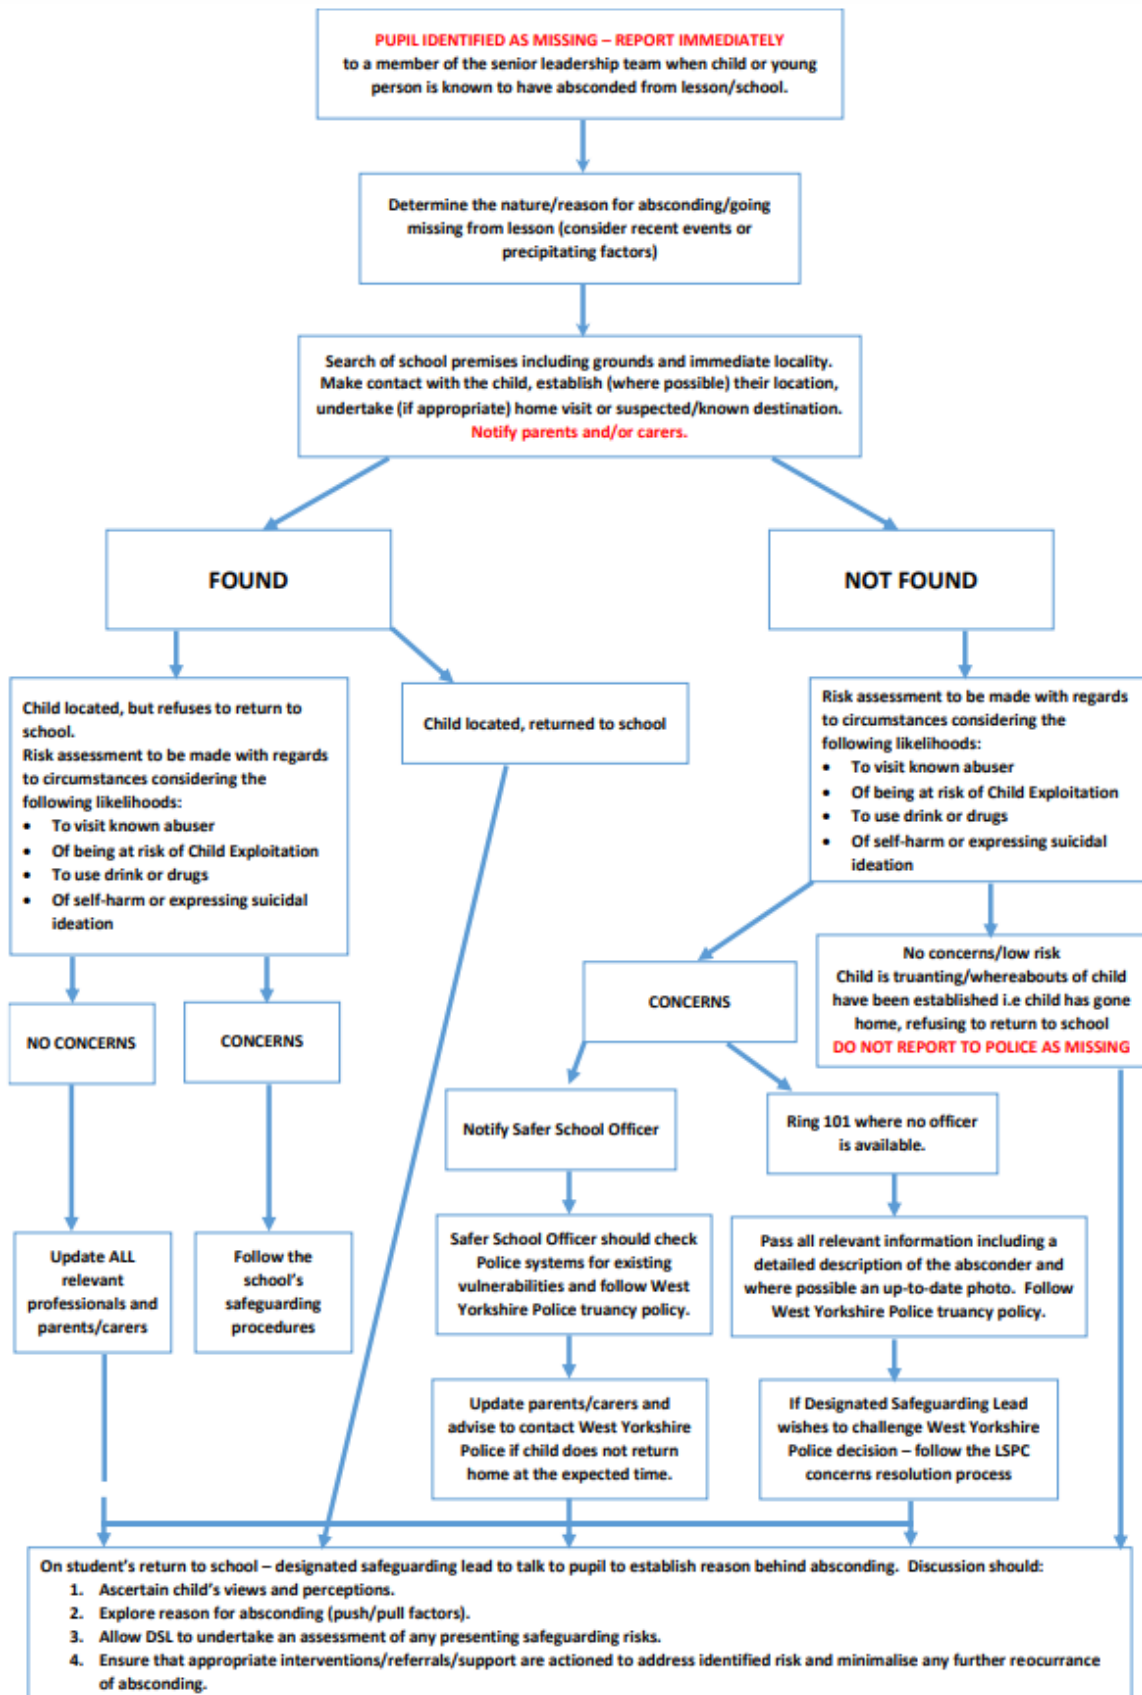 PUPIL IDENTIFIED AS MISSING – REPORT IMMEDIATELY
to a member of the senior leadership team when child or young
person is known to have absconded from lesson/school.
Determine the nature/reason for absconding/going
missing from lesson (consider recent events or
precipitating factors)
Search of school premises including grounds and immediate locality.
Make contact with the child, establish (where possible) their location,
undertake (if appropriate) home visit or suspected/known destination.
Notify parents and/or carers.
FOUND
NOT FOUND
Child located, but refuses to return to
school.
Risk assessment to be made with regards
to circumstances considering the
following likelihoods:
• To visit known abuser
• Of being at risk of Child Exploitation
• To use drink or drugs
• Of self-harm or expressing suicidal
ideation
Child located, returned to school
Risk assessment to be made with regards
to circumstances considering the
following likelihoods:
• To visit known abuser
• Of being at risk of Child Exploitation
• To use drink or drugs
• Of self-harm or expressing suicidal
ideation
NO CONCERNS
CONCERNS
CONCERNS
No concerns/low risk
Child is truanting/whereabouts of child
have been established i.e child has gone
home, refusing to return to school
DO NOT REPORT TO POLICE AS MISSING
Notify Safer School Officer
Ring 101 where no officer
is available.
Update ALL
relevant
professionals and
parents/carers
Follow the
school's
safeguarding
procedures
Safer School Officer should check
Police systems for existing
vulnerabilities and follow West
Yorkshire Police truancy policy.
Pass all relevant information including a
detailed description of the absconder and
where possible an up-to-date photo. Follow
West Yorkshire Police truancy policy.
Update parents/carers and
advise to contact West Yorkshire
Police if child does not return
home at the expected time.
If Designated Safeguarding Lead
wishes to challenge West Yorkshire
Police decision – follow the LSPC
concerns resolution process
On student's return to school – designated safeguarding lead to talk to pupil to establish reason behind absconding. Discussion should:
1. Ascertain child's views and perceptions.
2. Explore reason for absconding (push/pull factors).
3. Allow DSL to undertake an assessment of any presenting safeguarding risks.
4. Ensure that appropriate interventions/referrals/support are actioned to address identified risk and minimalise any further reocurrance
of absconding.